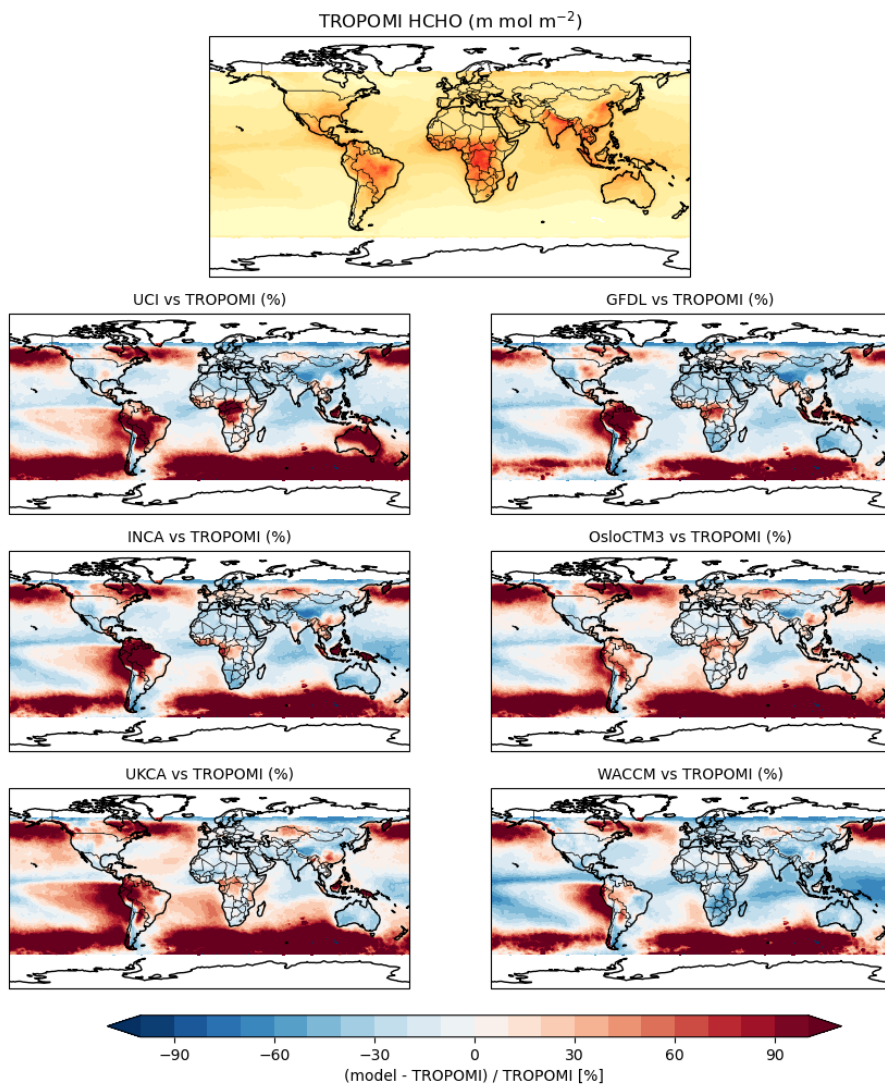 TROPOMI HCHO (m mol m⁻²)
UCI vs TROPOMI (%)
GFDL vs TROPOMI (%)
INCA vs TROPOMI (%)
OsloCTM3 vs TROPOMI (%)
UKCA vs TROPOMI (%)
WACCM vs TROPOMI (%)
−90 −60 −30 0 30 60 90
(model - TROPOMI) / TROPOMI [%]